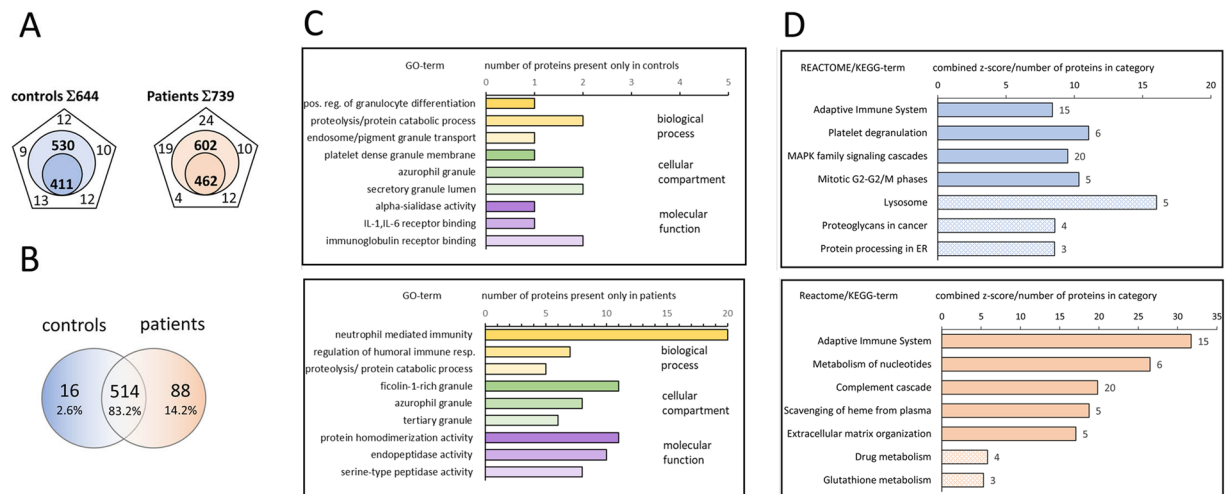 A
controls Σ644
12
9
530
10
411
13
12
Patients Σ739
24
19
602
10
462
4
12
B
controls
patients
16
2.6%
514
83.2%
88
14.2%
C
GO-term
number of proteins present only in controls
0 1 2 3 4 5
pos. reg. of granulocyte differentiation
proteolysis/protein catabolic process
endosome/pigment granule transport
biological
process
platelet dense granule membrane
azurophil granule
secretory granule lumen
cellular
compartment
alpha-sialidase activity
IL-1,IL-6 receptor binding
immunoglobulin receptor binding
molecular
function
GO-term
number of proteins present only in patients
0 5 10 15 20
neutrophil mediated immunity
regulation of humoral immune resp.
proteolysis/ protein catabolic process
biological
process
ficolin-1-rich granule
azurophil granule
tertiary granule
cellular
compartment
protein homodimerization activity
endopeptidase activity
serine-type peptidase activity
molecular
function
D
REACTOME/KEGG-term
combined z-score/number of proteins in category
0 5 10 15 20
Adaptive Immune System 15
Platelet degranulation 6
MAPK family signaling cascades 20
Mitotic G2-G2/M phases 5
Lysosome 5
Proteoglycans in cancer 4
Protein processing in ER 3
Reactome/KEGG-term
combined z-score/number of proteins in category
0 5 10 15 20 25 30 35
Adaptive Immune System 15
Metabolism of nucleotides 6
Complement cascade 20
Scavenging of heme from plasma 5
Extracellular matrix organization 5
Drug metabolism 4
Glutathione metabolism 3